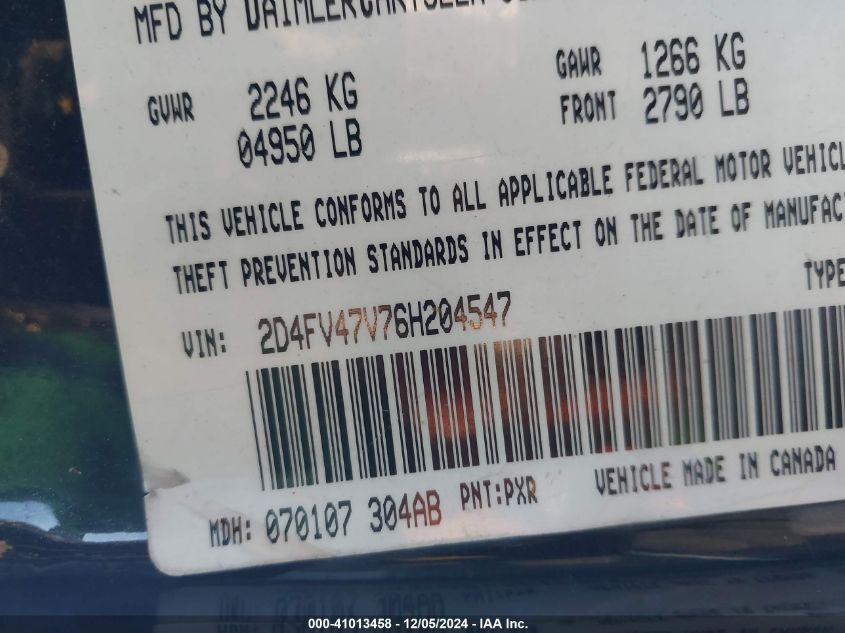 MFD BY DAIMLERCHRYSLER
GVWR 2246 KG GAWR 1266 KG
04950 LB FRONT 2790 LB
THIS VEHICLE CONFORMS TO ALL APPLICABLE FEDERAL MOTOR VEHICL
THEFT PREVENTION STANDARDS IN EFFECT ON THE DATE OF MANUFAC
TYPE
VIN: 2D4FV47V76H204547
MDH: 070107 304AB PNT:PXR VEHICLE MADE IN CANADA
000-41013458 - 12/05/2024 - IAA Inc.